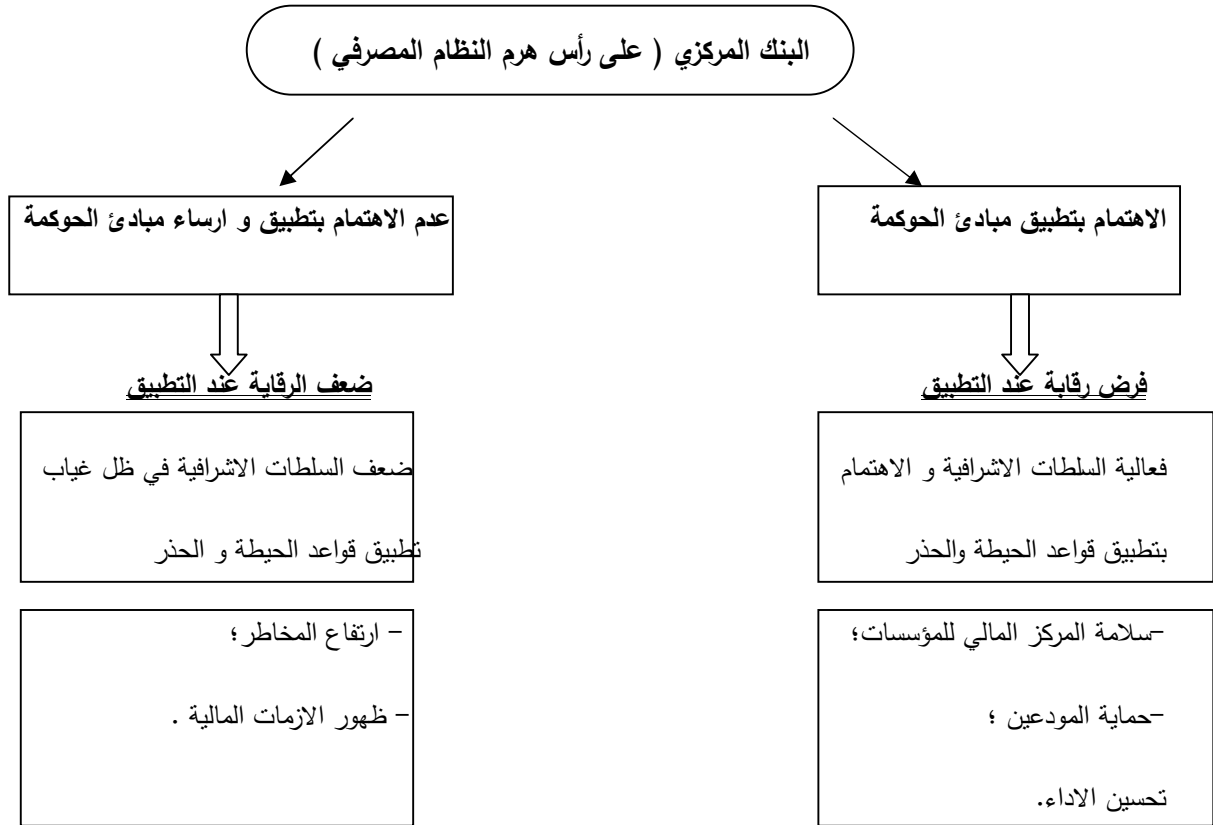 البنك المركزي ( على رأس هرم النظام المصرفي )
الاهتمام بتطبيق مبادئ الحوكمة
عدم الاهتمام بتطبيق و ارساء مبادئ الحوكمة
فرض رقابة عند التطبيق
ضعف الرقاية عند التطبيق
فعالية السلطات الاشرافية و الاهتمام
بتطبيق قواعد الحيطة والحذر
ضعف السلطات الاشرافية في ظل غياب
تطبيق قواعد الحيطة و الحذر
-سلامة المركز المالي للمؤسسات؛
-حماية المودعين ؛
تحسين الاداء.
- ارتفاع المخاطر؛
- ظهور الازمات المالية .